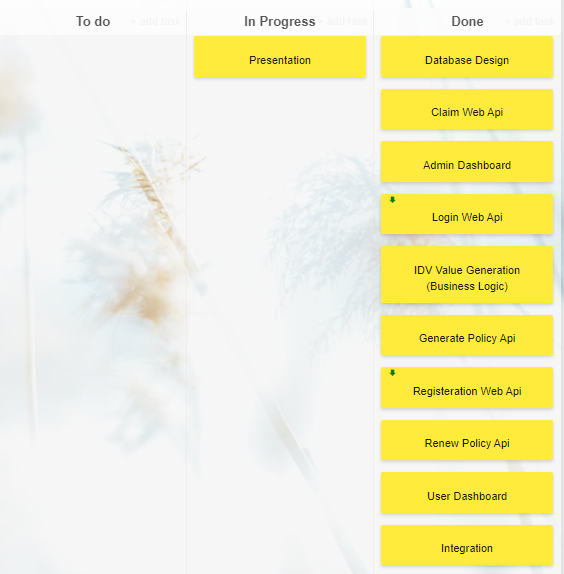 To do + add task
In Progress + add task
Done + add task
Presentation
Database Design
Claim Web Api
Admin Dashboard
Login Web Api
IDV Value Generation
(Business Logic)
Generate Policy Api
Registeration Web Api
Renew Policy Api
User Dashboard
Integration